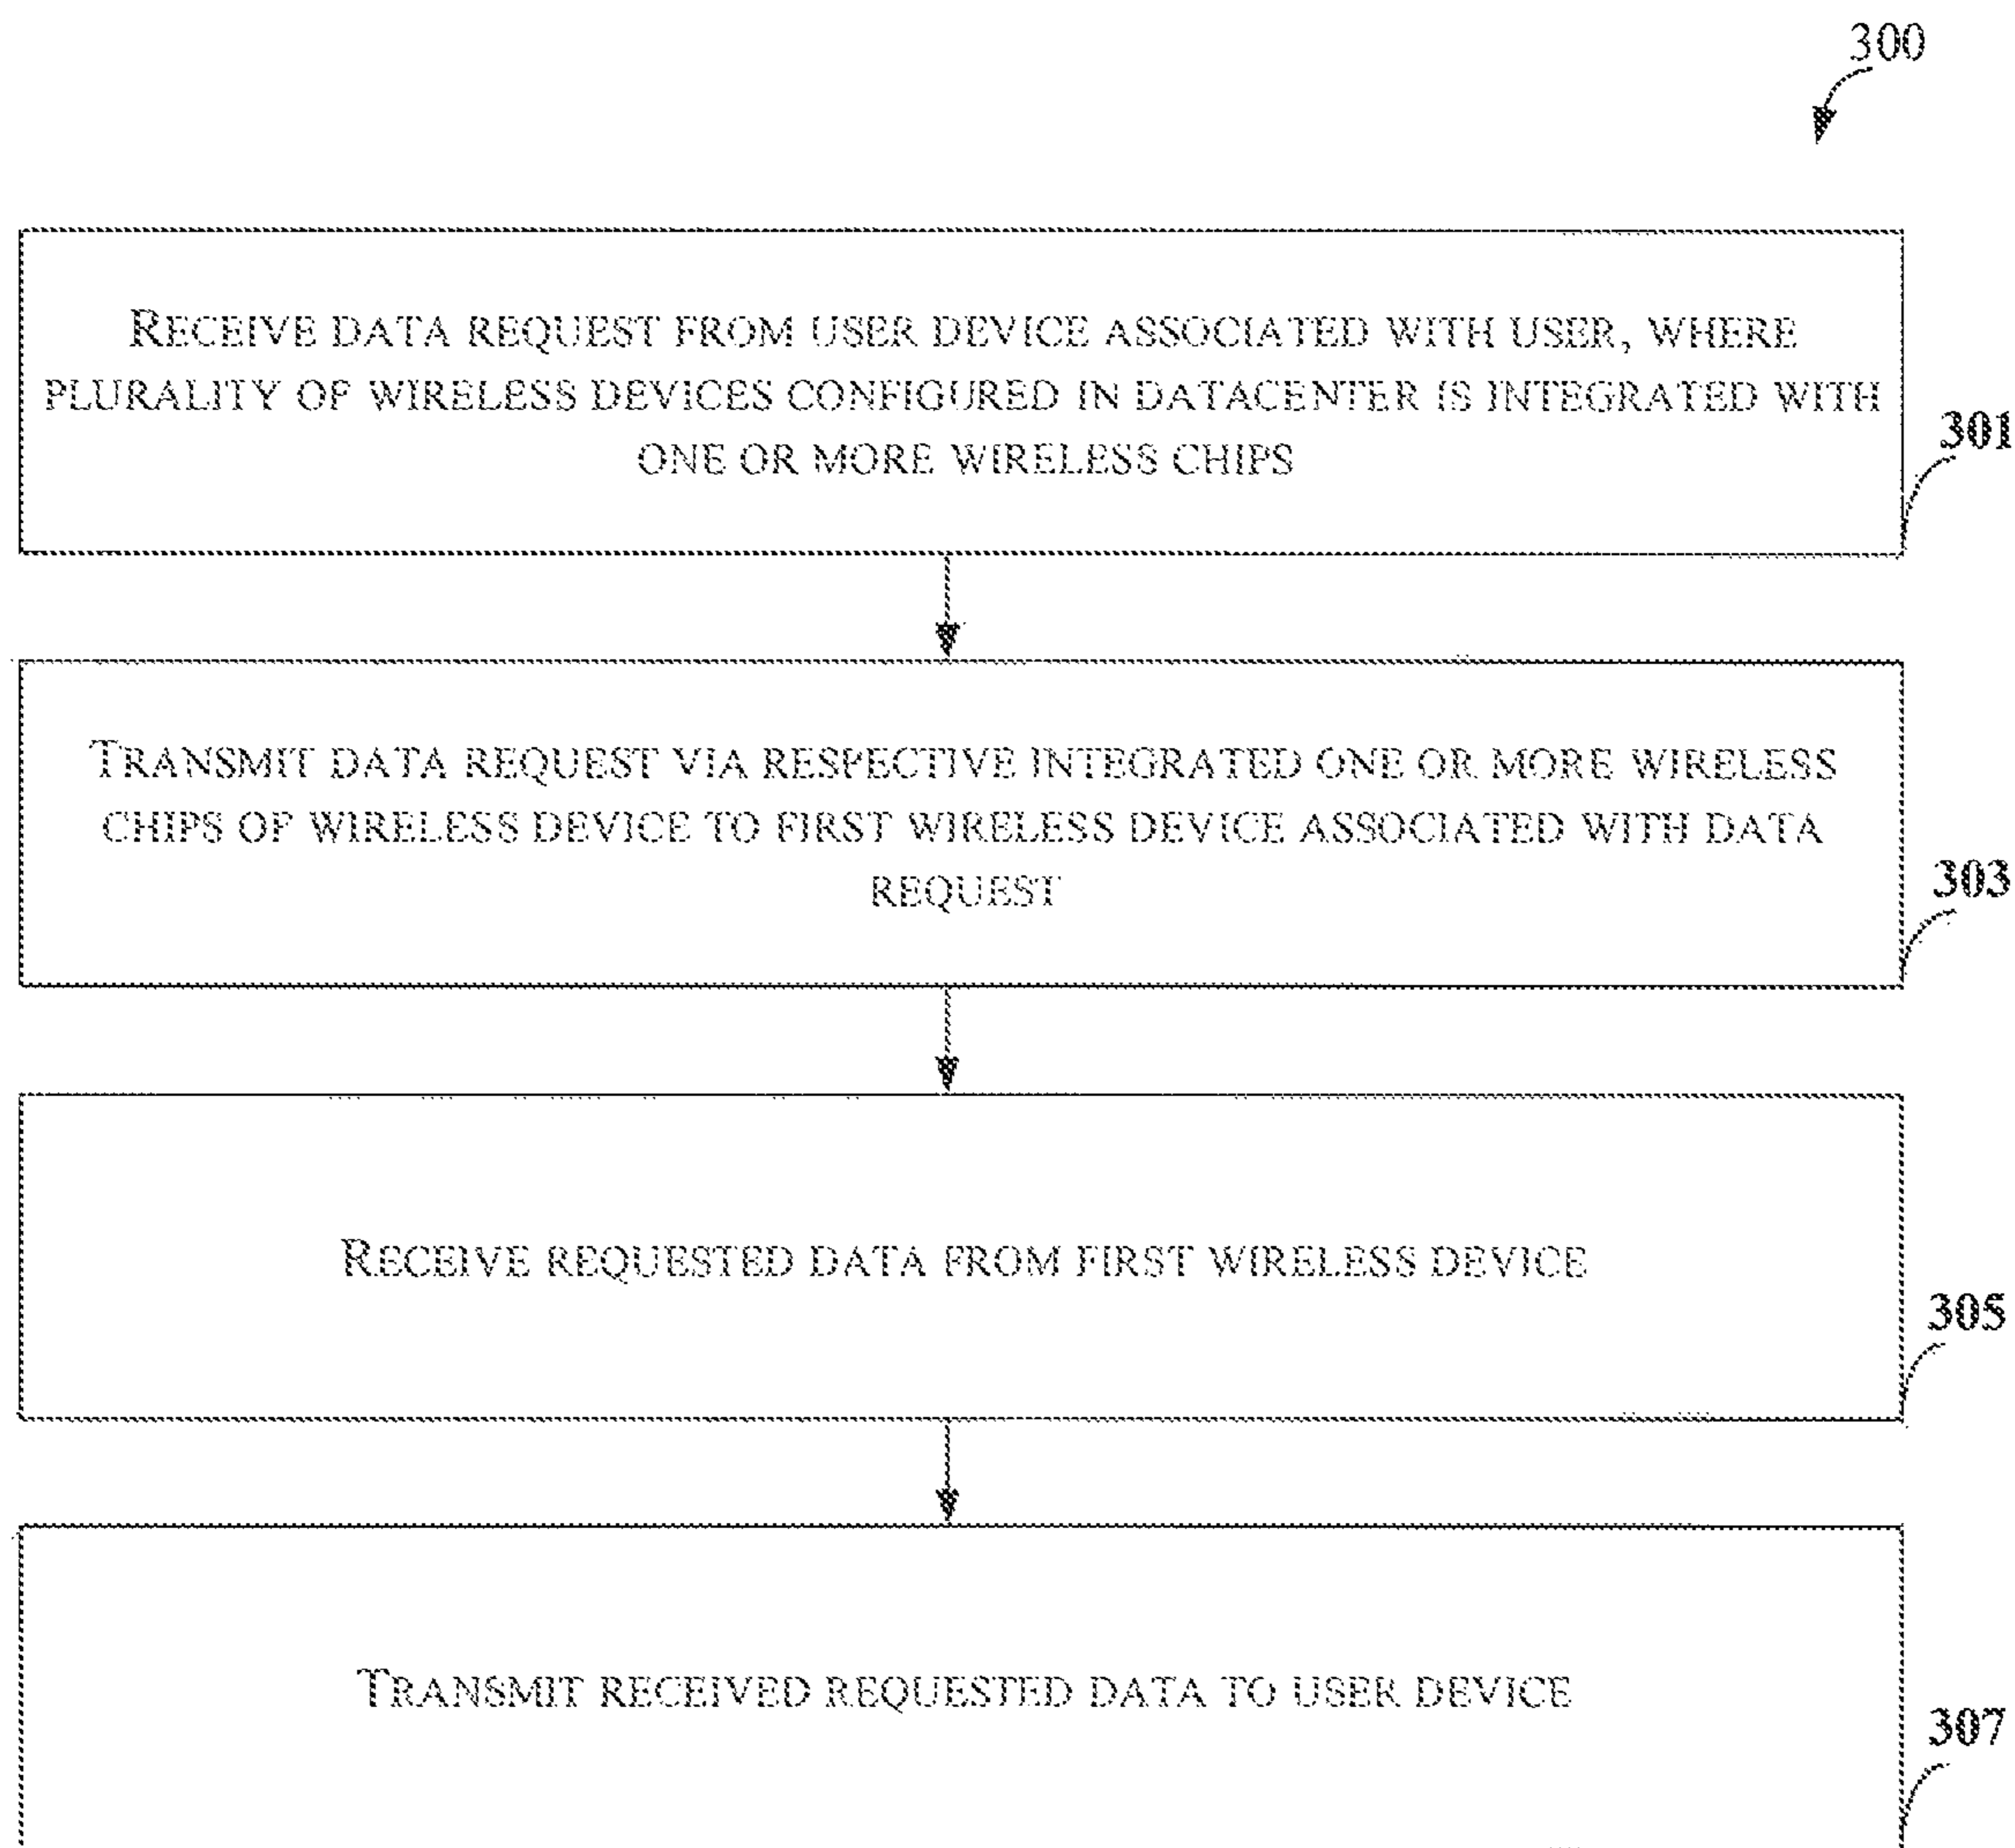 300
RECEIVE DATA REQUEST FROM USER DEVICE ASSOCIATED WITH USER, WHERE
PLURALITY OF WIRELESS DEVICES CONFIGURED IN DATACENTER IS INTEGRATED WITH
ONE OR MORE WIRELESS CHIPS
301
TRANSMIT DATA REQUEST VIA RESPECTIVE INTEGRATED ONE OR MORE WIRELESS
CHIPS OF WIRELESS DEVICE TO FIRST WIRELESS DEVICE ASSOCIATED WITH DATA
REQUEST
303
RECEIVE REQUESTED DATA FROM FIRST WIRELESS DEVICE
305
TRANSMIT RECEIVED REQUESTED DATA TO USER DEVICE
307